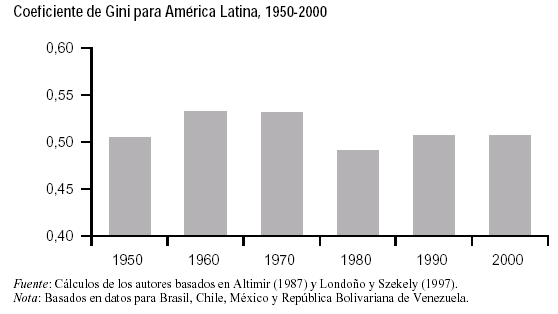 Coeficiente de Gini para América Latina, 1950-2000
0,60
0,55
0,50
0,45
0,40
1950 1960 1970 1980 1990 2000
Fuente: Cálculos de los autores basados en Altimir (1987) y Londoño y Szekely (1997).
Nota: Basados en datos para Brasil, Chile, México y República Bolivariana de Venezuela.